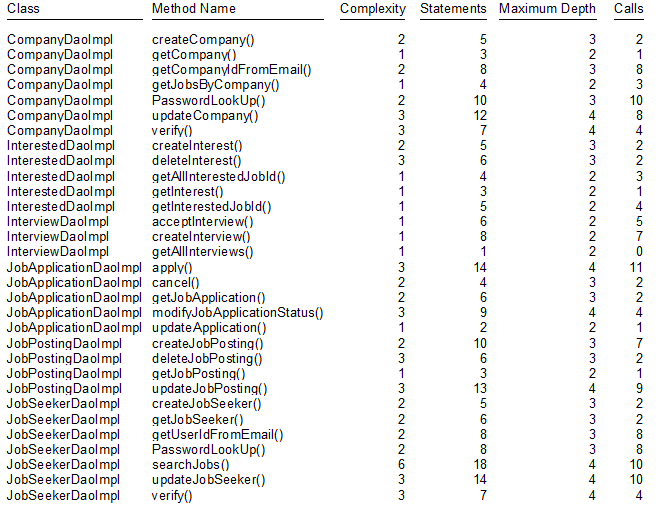 Class Method Name Complexity Statements Maximum Depth Calls
CompanyDaoImpl createCompany() 2 5 3 2
CompanyDaoImpl getCompany() 1 3 2 1
CompanyDaoImpl getCompanyIdFromEmail() 2 8 3 8
CompanyDaoImpl getJobsByCompany() 1 4 2 3
CompanyDaoImpl PasswordLookUp() 2 10 3 10
CompanyDaoImpl updateCompany() 3 12 4 8
CompanyDaoImpl verify() 3 7 4 4
InterestedDaoImpl createInterest() 2 5 3 2
InterestedDaoImpl deleteInterest() 3 6 3 2
InterestedDaoImpl getAllInterestedJobId() 1 4 2 3
InterestedDaoImpl getInterest() 1 3 2 1
InterestedDaoImpl getInterestedJobId() 1 5 2 4
InterviewDaoImpl acceptInterview() 1 6 2 5
InterviewDaoImpl createInterview() 1 8 2 7
InterviewDaoImpl getAllInterviews() 1 1 2 0
JobApplicationDaoImpl apply() 3 14 4 11
JobApplicationDaoImpl cancel() 2 4 3 2
JobApplicationDaoImpl getJobApplication() 2 6 3 2
JobApplicationDaoImpl modifyJobApplicationStatus() 3 9 4 4
JobApplicationDaoImpl updateApplication() 1 2 2 1
JobPostingDaoImpl createJobPosting() 2 10 3 7
JobPostingDaoImpl deleteJobPosting() 3 6 3 2
JobPostingDaoImpl getJobPosting() 1 3 2 1
JobPostingDaoImpl updateJobPosting() 3 13 4 9
JobSeekerDaoImpl createJobSeeker() 2 5 3 2
JobSeekerDaoImpl getJobSeeker() 2 6 3 2
JobSeekerDaoImpl getUserIdFromEmail() 2 8 3 8
JobSeekerDaoImpl PasswordLookUp() 2 8 3 8
JobSeekerDaoImpl searchJobs() 6 18 4 10
JobSeekerDaoImpl updateJobSeeker() 3 14 4 10
JobSeekerDaoImpl verify() 3 7 4 4